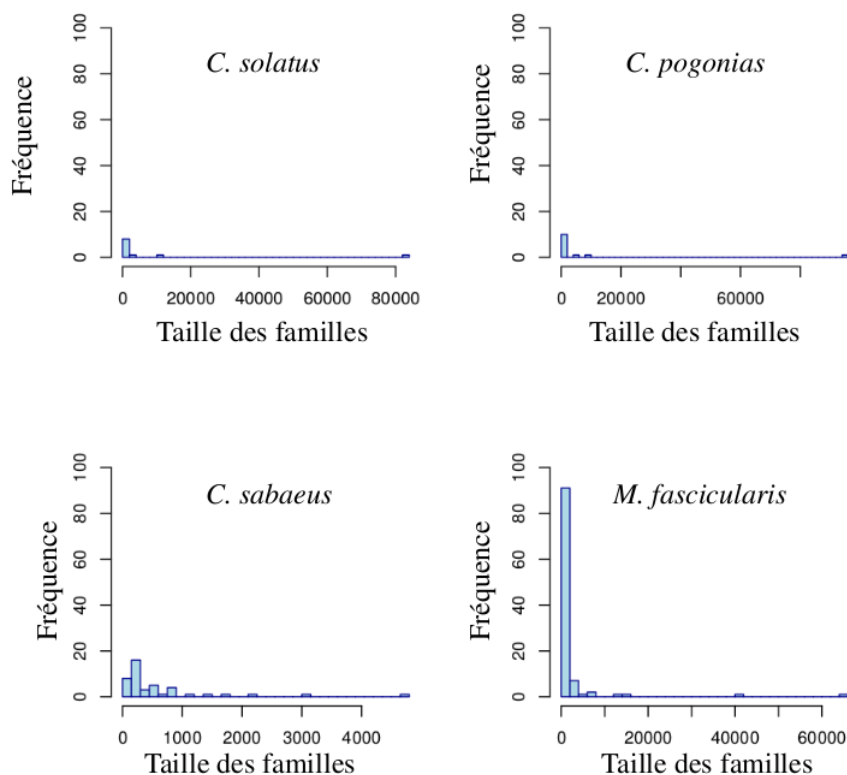 C. solatus
Fréquence
0 20 40 60 80 100
0 20000 40000 60000 80000
Taille des familles
C. pogonias
Fréquence
0 20 40 60 80 100
0 20000 60000
Taille des familles
C. sabaeus
Fréquence
0 20 40 60 80 100
0 1000 2000 3000 4000
Taille des familles
M. fascicularis
Fréquence
0 20 40 60 80 100
0 20000 40000 60000
Taille des familles